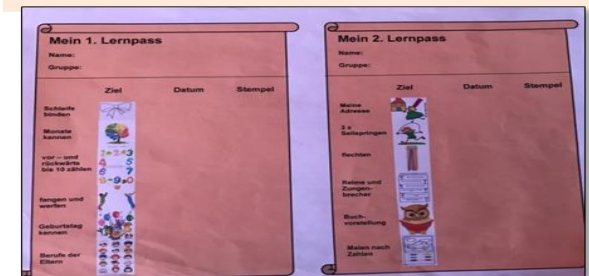 Mein 1. Lernpass
Name:
Gruppe:
Ziel Datum Stempel
Schleife
binden
Monate
kennen
vor – und
rückwärts
bis 10 zählen
fangen und
werfen
Geburtstag
kennen
Berufe der
Eltern
Mein 2. Lernpass
Name:
Gruppe:
Ziel Datum Stempel
Meine
Adresse
3 x
Seilspringen
flechten
Reime und
Zungen-
brecher
Buch-
vorstellung
Malen nach
Zahlen